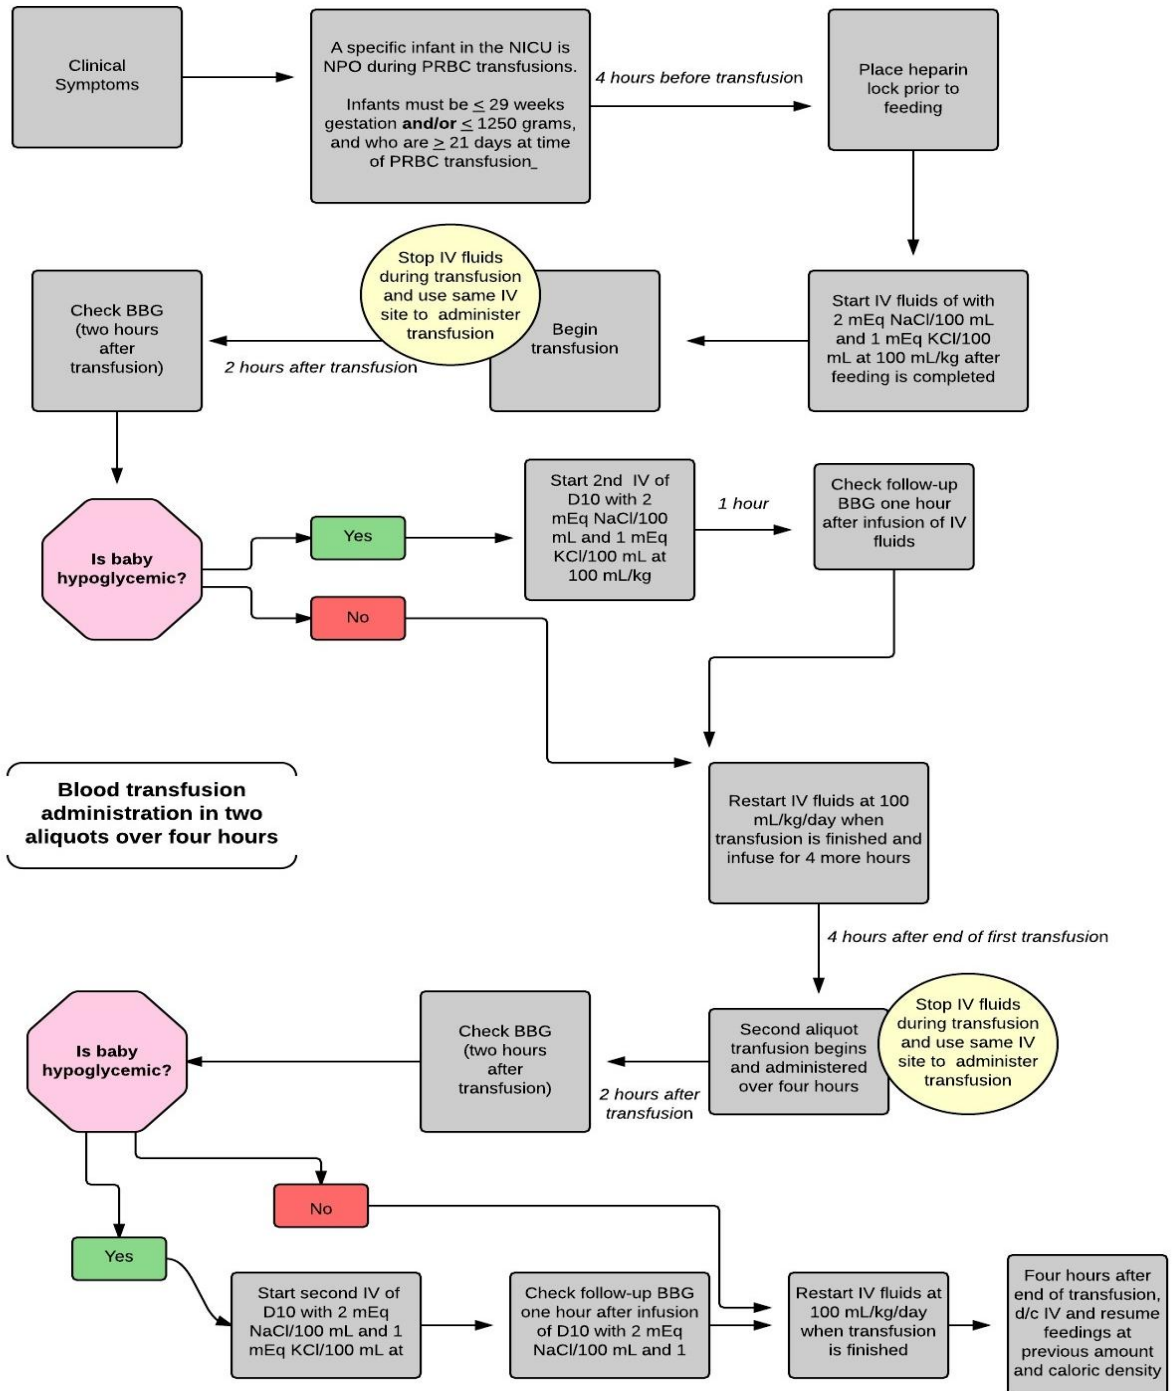 Clinical
Symptoms
A specific infant in the NICU is
NPO during PRBC transfusions.
Infants must be < 29 weeks
gestation and/or < 1250 grams,
and who are > 21 days at time
of PRBC transfusion_
4 hours before transfusion
Place heparin
lock prior to
feeding
Stop IV fluids
during transfusion
and use same IV
site to administer
transfusion
Check BBG
(two hours
after
transfusion)
2 hours after transfusion
Begin
transfusion
Start IV fluids of with
2 mEq NaCl/100 mL
and 1 mEq KCl/100
mL at 100 mL/kg after
feeding is completed
Is baby
hypoglycemic?
Yes
No
Start 2nd IV of
D10 with 2
mEq NaCl/100
mL and 1 mEq
KCl/100 mL at
100 mL/kg
1 hour
Check follow-up
BBG one hour
after infusion of IV
fluids
Blood transfusion
administration in two
aliquots over four hours
Restart IV fluids at 100
mL/kg/day when
transfusion is finished and
infuse for 4 more hours
4 hours after end of first transfusion
Is baby
hypoglycemic?
Check BBG
(two hours
after
transfusion)
2 hours after
transfusion
Second aliquot
tranfusion begins
and administered
over four hours
Stop IV fluids
during transfusion
and use same IV
site to administer
transfusion
No
Yes
Start second IV of
D10 with 2 mEq
NaCl/100 mL and 1
mEq KCl/100 mL at
Check follow-up BBG
one hour after infusion
of D10 with 2 mEq
NaCl/100 mL and 1
Restart IV fluids at
100 mL/kg/day
when transfusion
is finished
Four hours after
end of transfusion,
d/c IV and resume
feedings at
previous amount
and caloric density